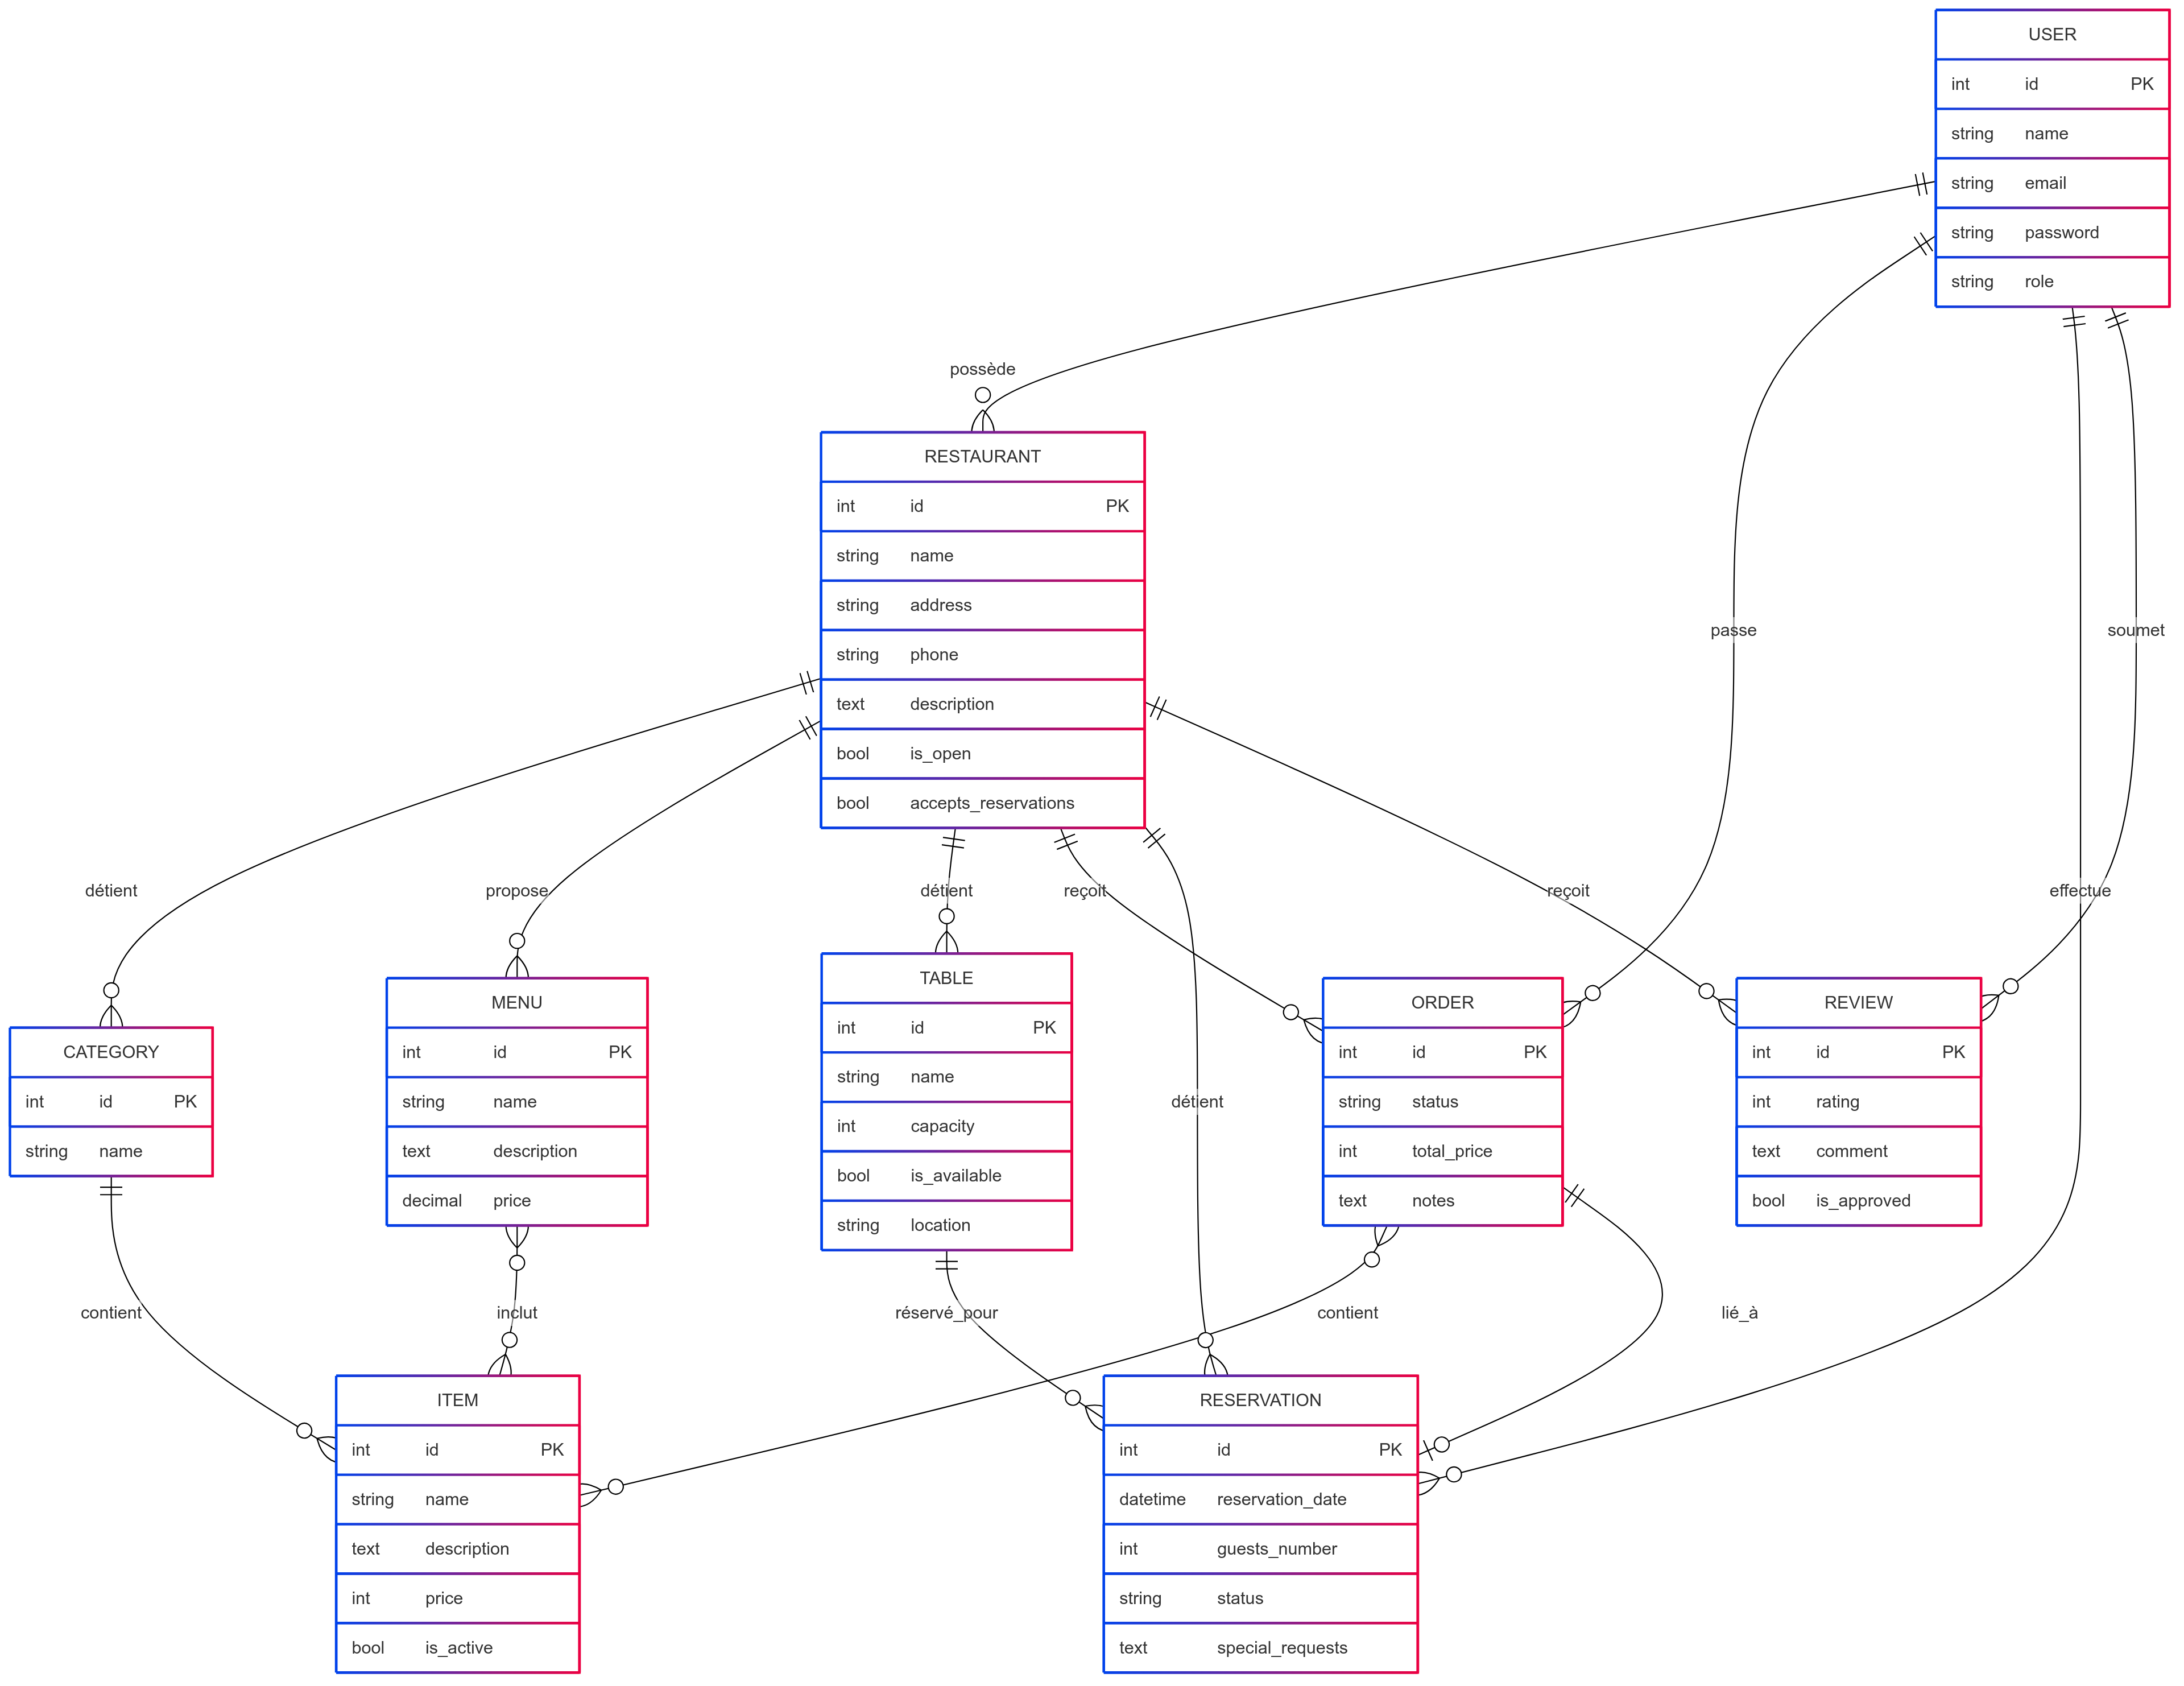 USER
int id PK
string name
string email
string password
string role
possède
RESTAURANT
int id PK
string name
string address
string phone
text description
bool is_open
bool accepts_reservations
passe
soumet
détient
propose
détient
reçoit
reçoit
effectue
CATEGORY
int id PK
string name
MENU
int id PK
string name
text description
decimal price
TABLE
int id PK
string name
int capacity
bool is_available
string location
détient
ORDER
int id PK
string status
int total_price
text notes
REVIEW
int id PK
int rating
text comment
bool is_approved
contient
inclut
réservé_pour
contient
lié_à
ITEM
int id PK
string name
text description
int price
bool is_active
RESERVATION
int id PK
datetime reservation_date
int guests_number
string status
text special_requests